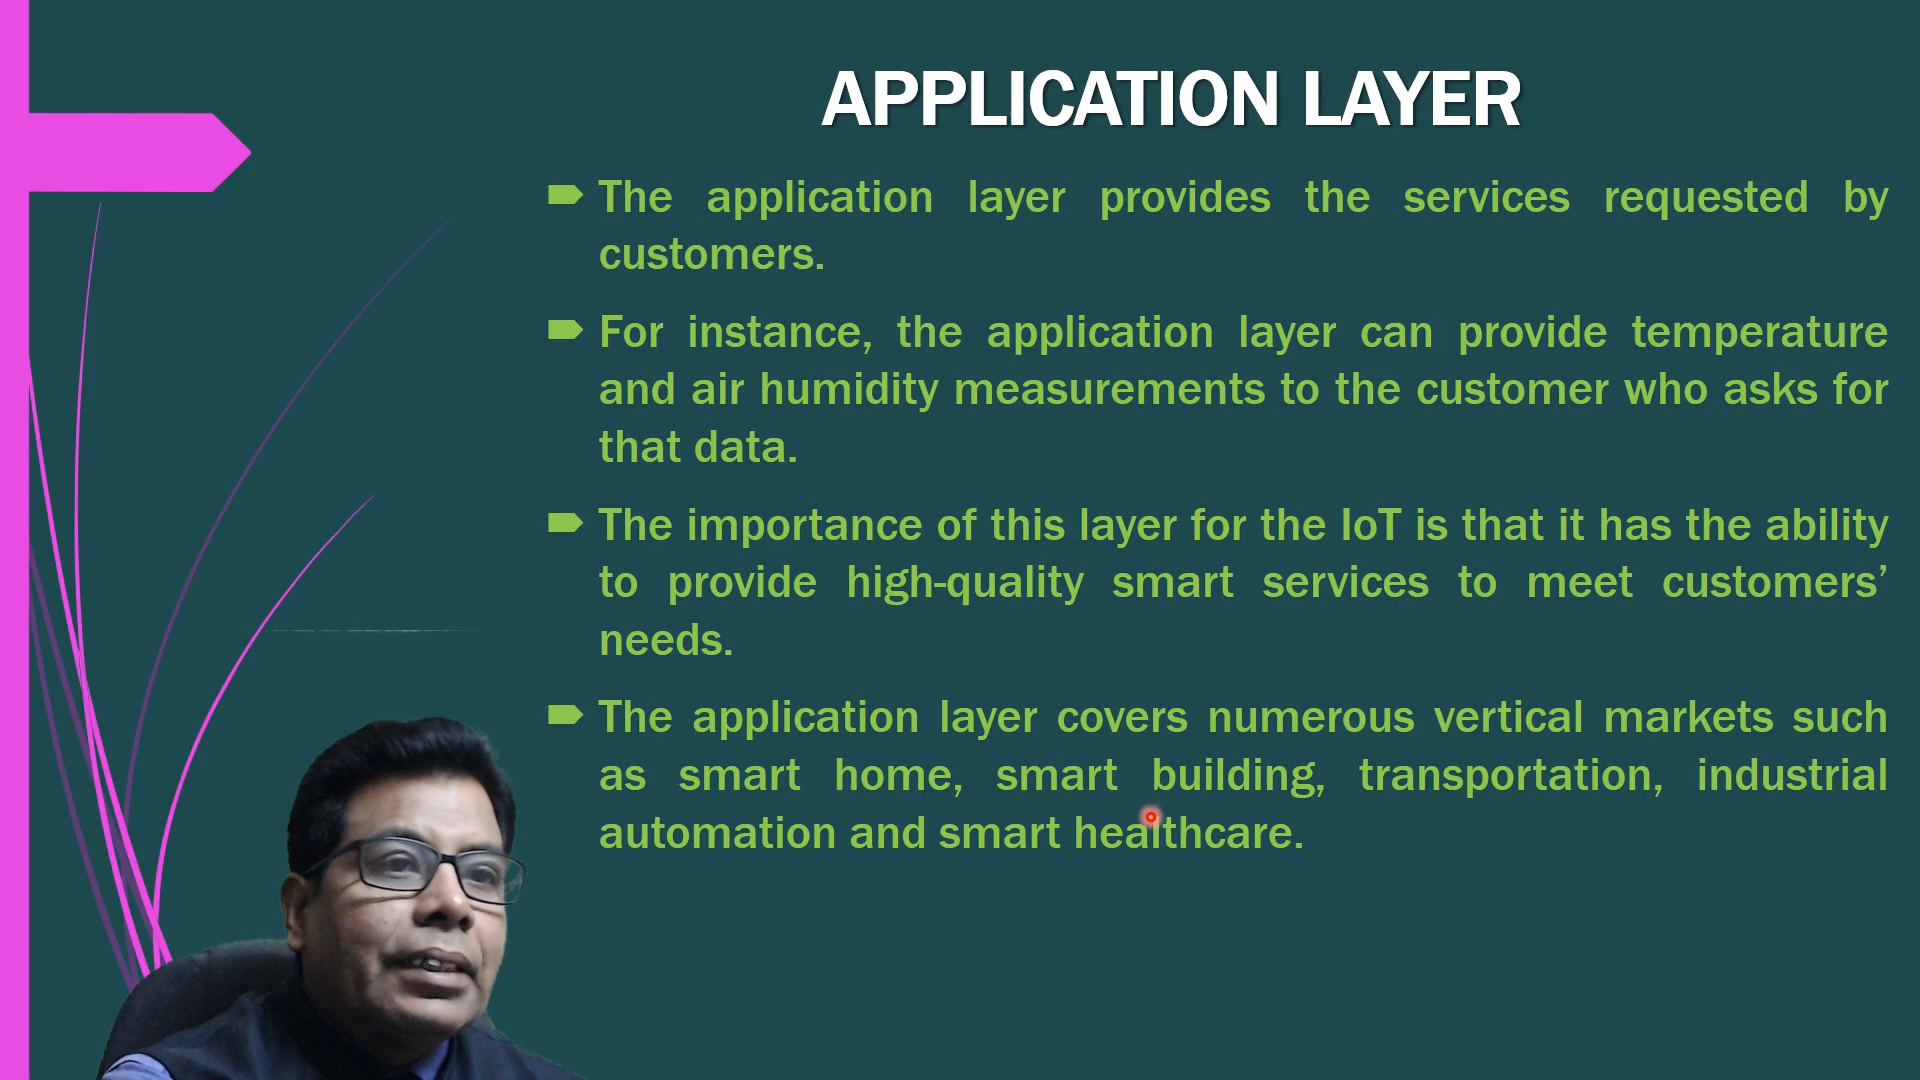 APPLICATION LAYER
The application layer provides the services requested by
customers.
For instance, the application layer can provide temperature
and air humidity measurements to the customer who asks for
that data.
The importance of this layer for the IoT is that it has the ability
to provide high-quality smart services to meet customers’
needs.
The application layer covers numerous vertical markets such
as smart home, smart building, transportation, industrial
automation and smart healthcare.